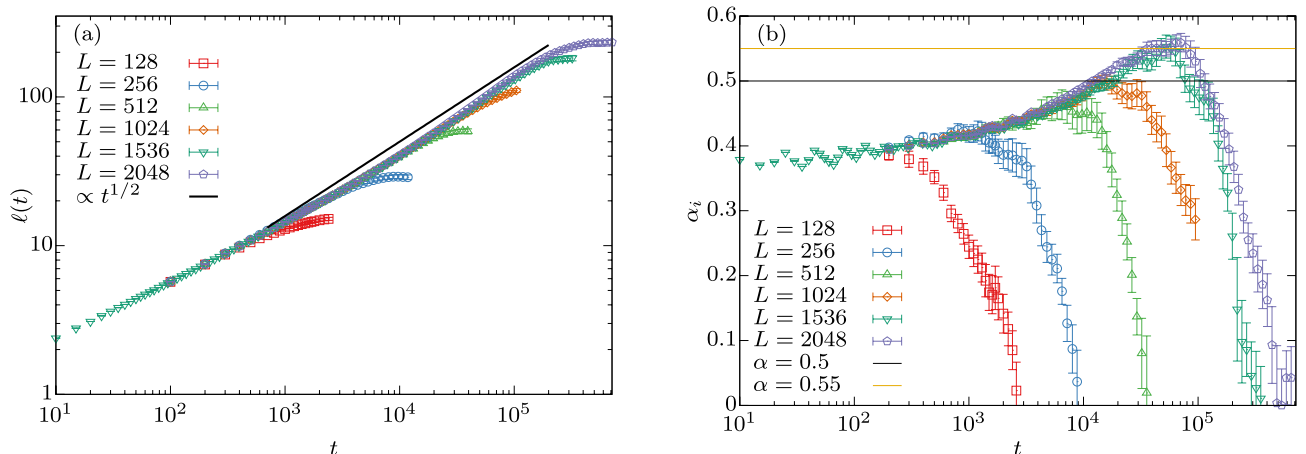 (a)
L = 128
L = 256
L = 512
L = 1024
L = 1536
L = 2048
∝ t^{1/2}
ℓ(t)
100
10
1
10^1
10^2
10^3
10^4
10^5
t
(b)
0.6
0.5
0.4
0.3
0.2
0.1
0
α_i
L = 128
L = 256
L = 512
L = 1024
L = 1536
L = 2048
α = 0.5
α = 0.55
10^1
10^2
10^3
10^4
10^5
t